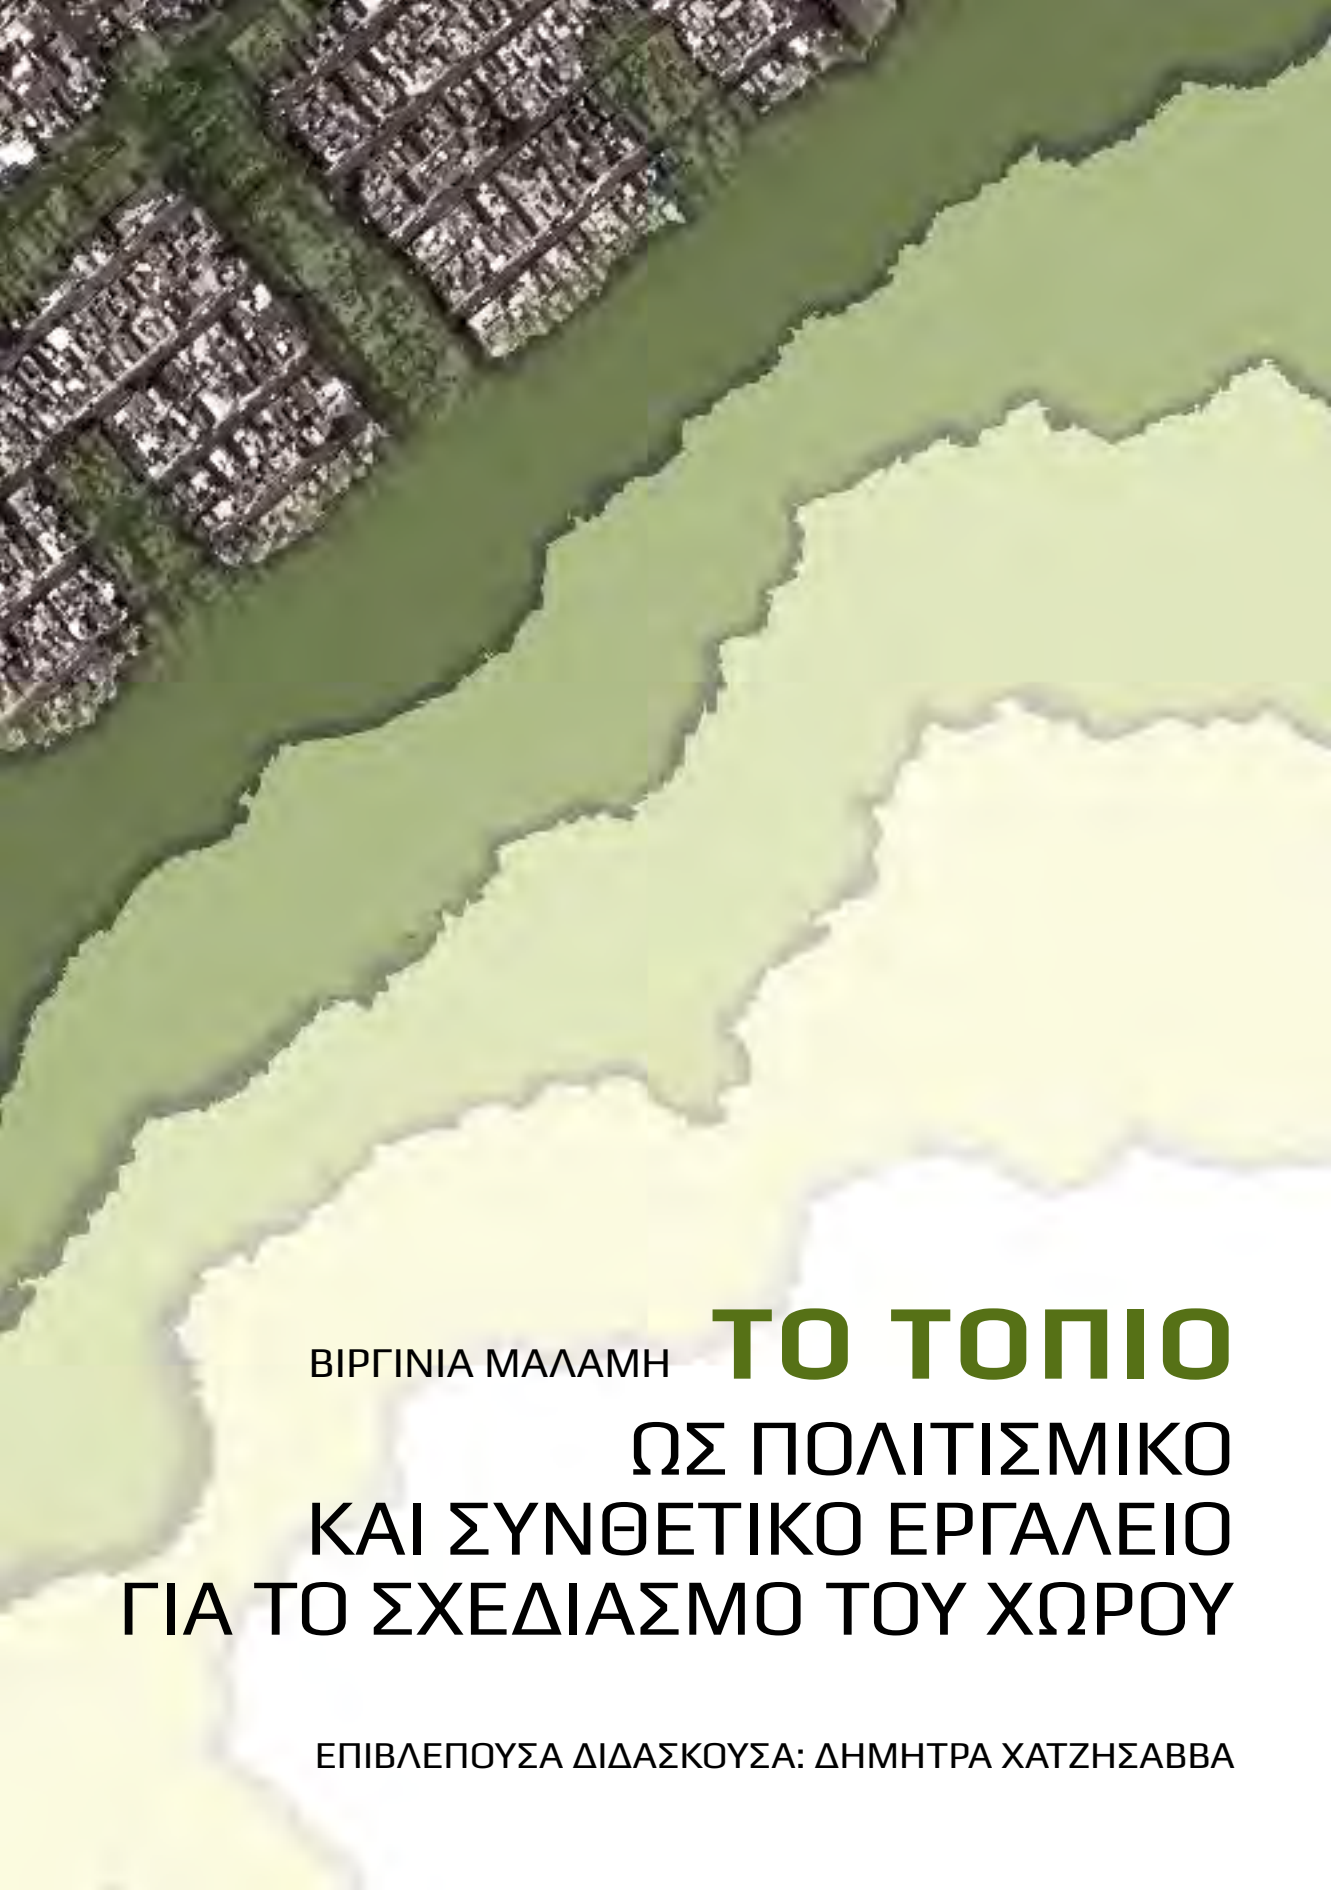 ΒΙΡΓΙΝΙΑ ΜΑΛΑΜΗ ΤΟ ΤΟΠΙΟ
ΩΣ ΠΟΛΙΤΙΣΜΙΚΟ
ΚΑΙ ΣΥΝΘΕΤΙΚΟ ΕΡΓΑΛΕΙΟ
ΓΙΑ ΤΟ ΣΧΕΔΙΑΣΜΟ ΤΟΥ ΧΩΡΟΥ
ΕΠΙΒΛΕΠΟΥΣΑ ΔΙΔΑΣΚΟΥΣΑ: ΔΗΜΗΤΡΑ ΧΑΤΖΗΣΑΒΒΑ